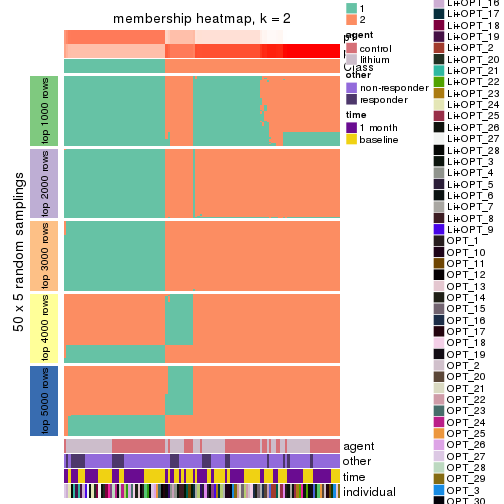 membership heatmap, k = 2
1
2
Class
agent
control
lithium
other
non-responder
responder
time
1 month
baseline
50 x 5 random samplings
top 1000 rows
top 2000 rows
top 3000 rows
top 4000 rows
top 5000 rows
agent
other
time
individual
Li+OPT_16
Li+OPT_17
Li+OPT_18
Li+OPT_19
Li+OPT_2
Li+OPT_20
Li+OPT_21
Li+OPT_22
Li+OPT_23
Li+OPT_24
Li+OPT_25
Li+OPT_26
Li+OPT_27
Li+OPT_28
Li+OPT_3
Li+OPT_4
Li+OPT_5
Li+OPT_6
Li+OPT_7
Li+OPT_8
Li+OPT_9
OPT_1
OPT_10
OPT_11
OPT_12
OPT_13
OPT_14
OPT_15
OPT_16
OPT_17
OPT_18
OPT_19
OPT_2
OPT_20
OPT_21
OPT_22
OPT_23
OPT_24
OPT_25
OPT_26
OPT_27
OPT_28
OPT_29
OPT_3